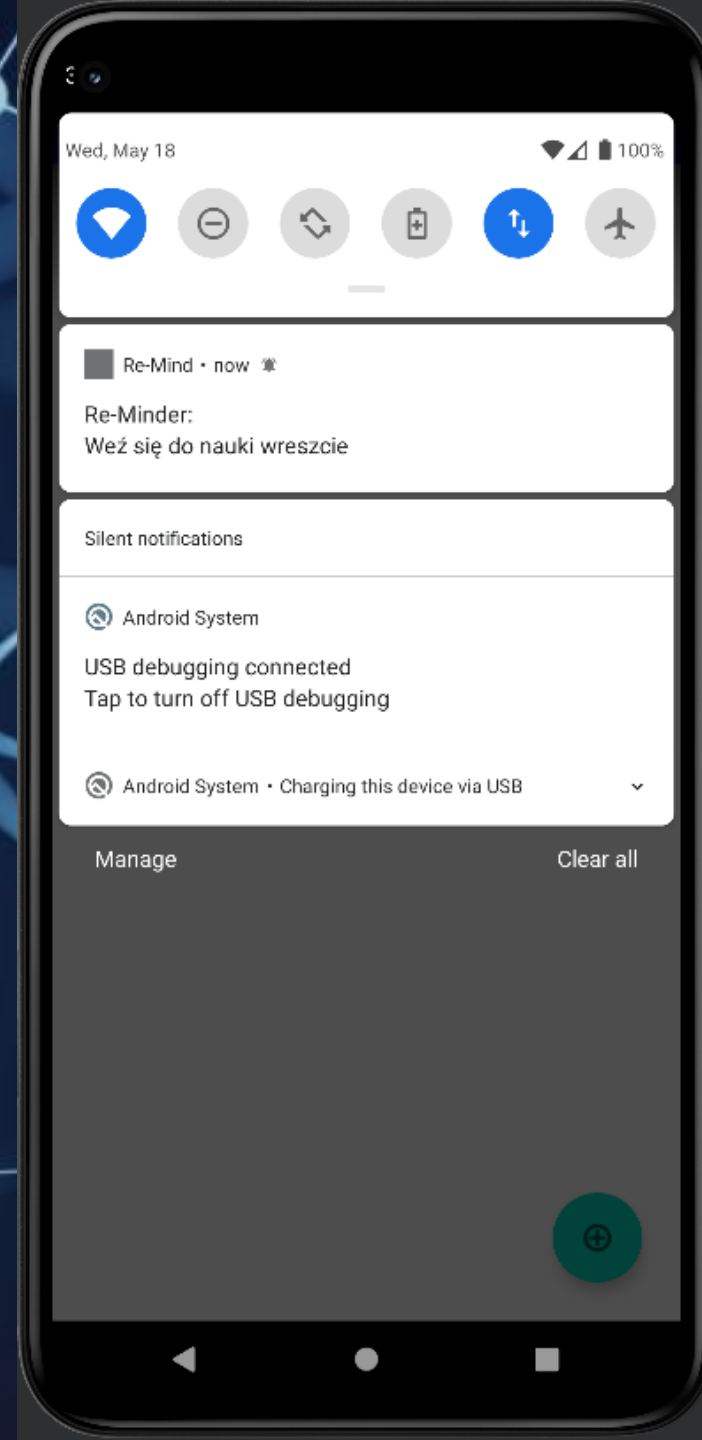 Wed, May 18 100%
Re-Mind • now
Re-Minder:
Weź się do nauki wreszcie
Silent notifications
Android System
USB debugging connected
Tap to turn off USB debugging
Android System • Charging this device via USB
Manage Clear all